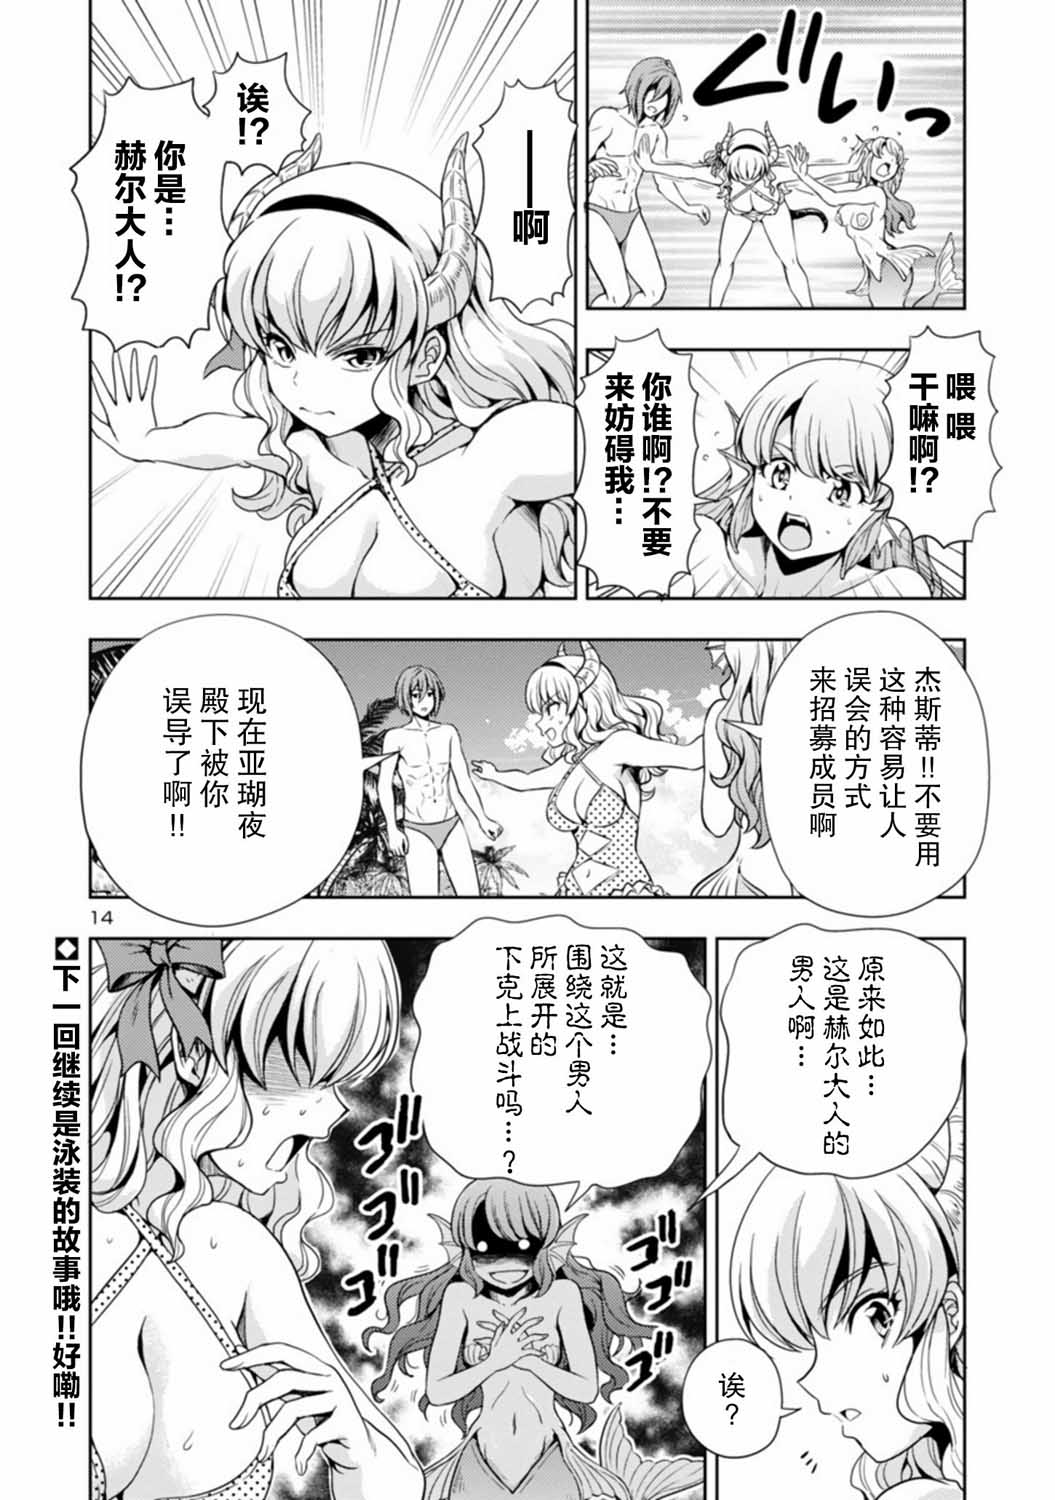 ぐいっ
喂喂
干嘛啊!?
你谁啊!?不要
来妨碍我…
——啊
诶!?
你是…
赫尔大人!?
杰斯蒂!!不要用
这种容易让人
误会的方式
来招募成员啊
现在亚瑚夜
殿下被你
误导了啊!!
14
原来如此…
这是赫尔大人的
男人啊…
诶?
这就是…
围绕这个男人
所展开的
下克上战斗吗…?
ゴゴゴ
ゴゴゴ
◆下一回继续是泳装的故事哦!!好嘞!!